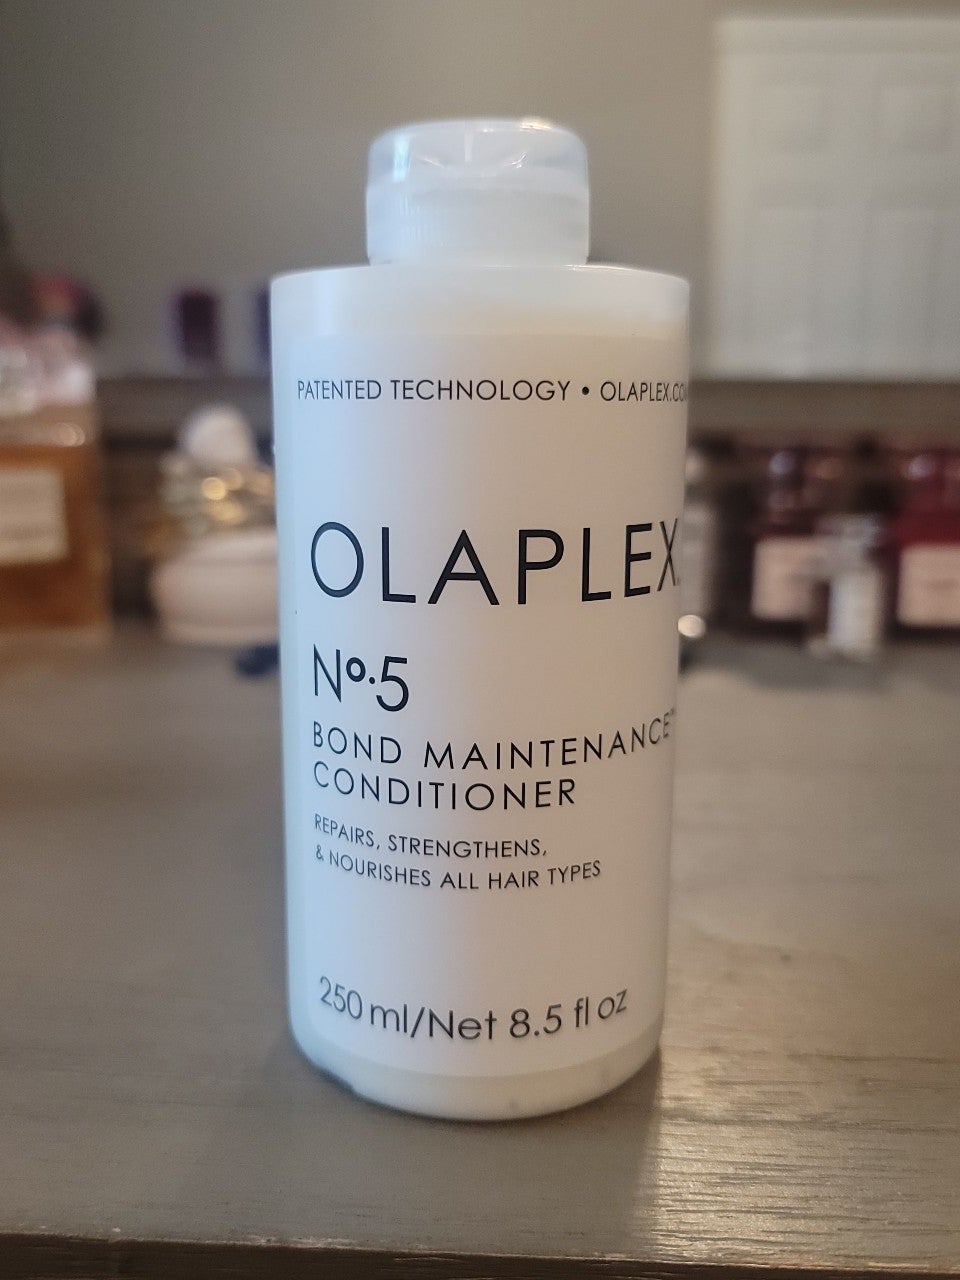 PATENTED TECHNOLOGY • OLAPLEX.CO
OLAPLEX.
Nº.5
BOND MAINTENANCE™
CONDITIONER
REPAIRS, STRENGTHENS,
& NOURISHES ALL HAIR TYPES
250 ml/Net 8.5 fl oz